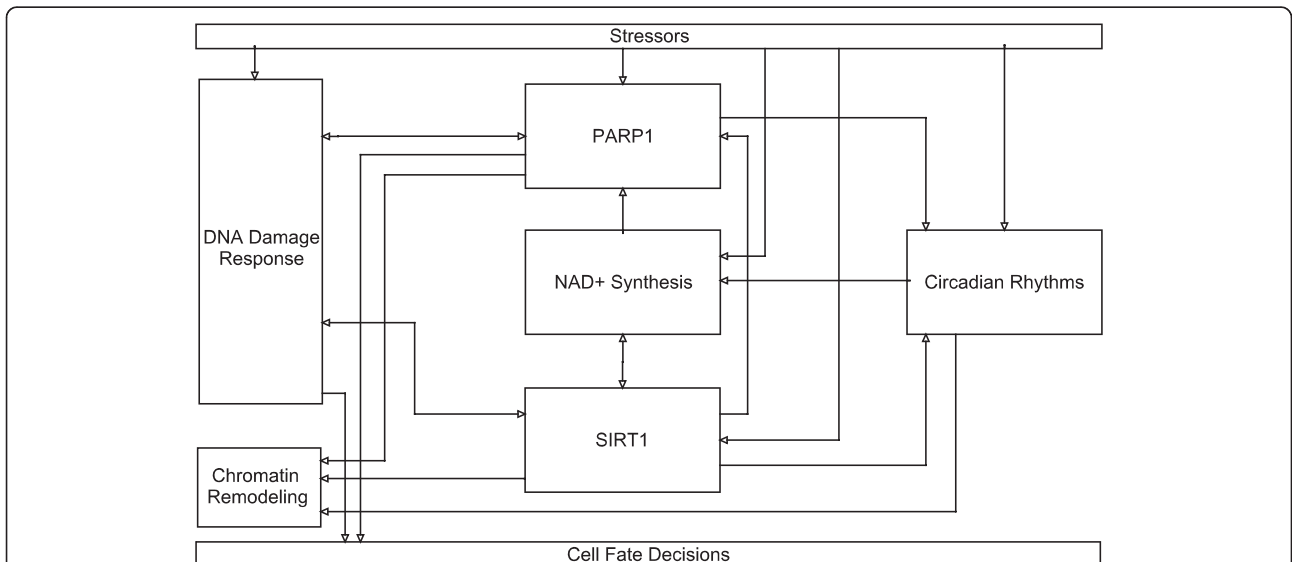 Stressors
PARP1
DNA Damage
Response
NAD+ Synthesis
Circadian Rhythms
SIRT1
Chromatin
Remodeling
Cell Fate Decisions